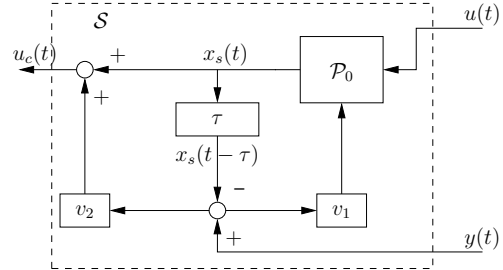 S
u(t)
u_c(t)
+
x_s(t)
P_0
+
τ
x_s(t − τ)
−
v_2
v_1
+
y(t)